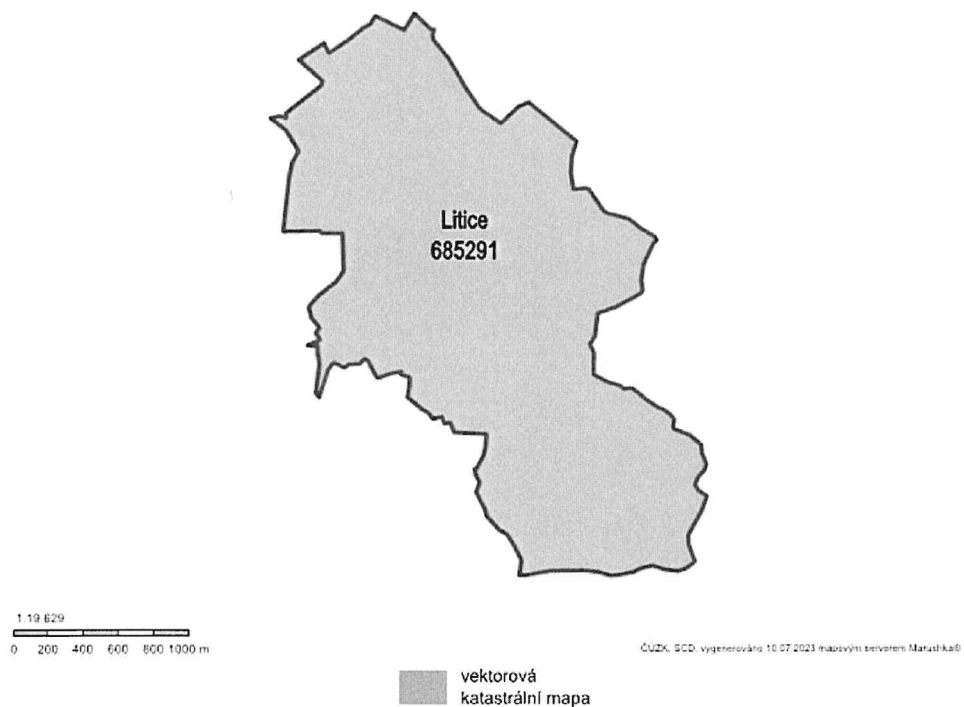 Litice
685291
1:19 629
0 200 400 600 800 1000 m
ČÚZK, SCD, vygenerováno 10.07.2023 mapovým serverem Marushka®
vektorová
katastrální mapa